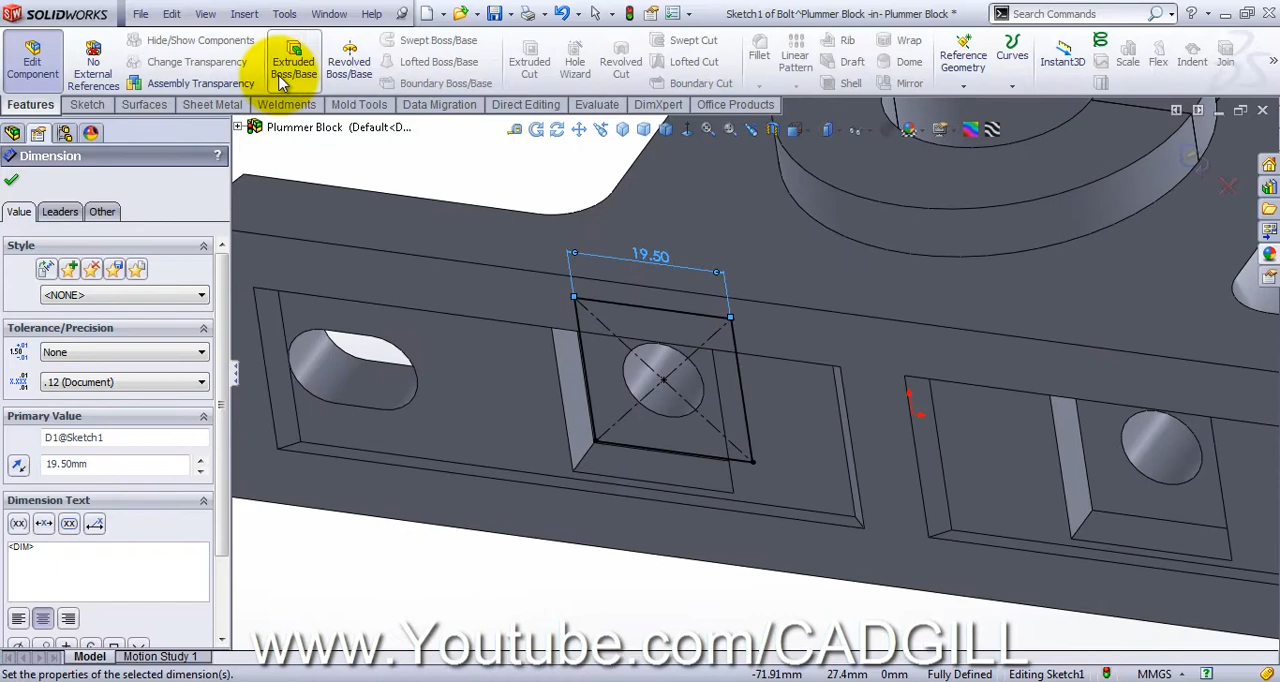 SOLIDWORKS File Edit View Insert Tools Window Help Sketch1 of Bolt^Plummer Block -in- Plummer Block * Search Commands
Edit Component
No External References
Hide/Show Components
Change Transparency
Assembly Transparency
Extruded Boss/Base
Revolved Boss/Base
Swept Boss/Base
Lofted Boss/Base
Boundary Boss/Base
Extruded Cut
Hole Wizard
Revolved Cut
Swept Cut
Lofted Cut
Boundary Cut
Fillet
Linear Pattern
Rib
Draft
Shell
Wrap
Dome
Mirror
Reference Geometry
Curves
Instant3D
Scale
Flex
Indent
Join
Features Sketch Surfaces Sheet Metal Weldments Mold Tools Data Migration Direct Editing Evaluate DimXpert Office Products
Plummer Block (Default<D...
Dimension ?
Value Leaders Other
Style
<NONE>
Tolerance/Precision
None
.12 (Document)
Primary Value
D1@Sketch1
19.50mm
Dimension Text
<DIM>
19.50
www.Youtube.com/CADGILL
Model Motion Study 1
Set the properties of the selected dimension(s). -71.91mm 27.4mm 0mm Fully Defined Editing Sketch1 MMGS